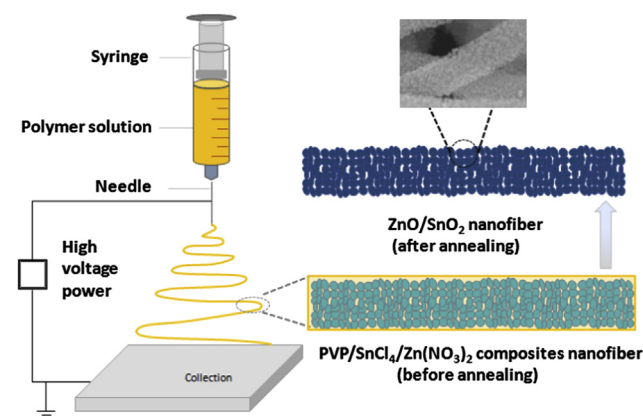 Syringe
Polymer solution
Needle
High
voltage
power
Collection
ZnO/SnO₂ nanofiber
(after annealing)
PVP/SnCl₄/Zn(NO₃)₂ composites nanofiber
(before annealing)